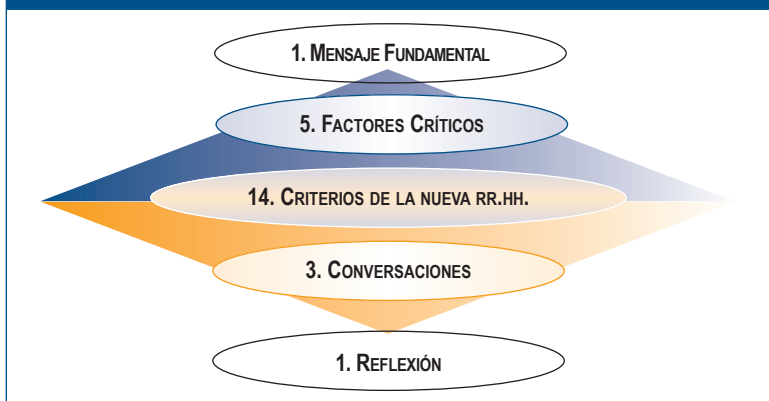 1. Mensaje Fundamental
5. Factores Críticos
14. Criterios de la nueva rr.hh.
3. Conversaciones
1. Reflexión